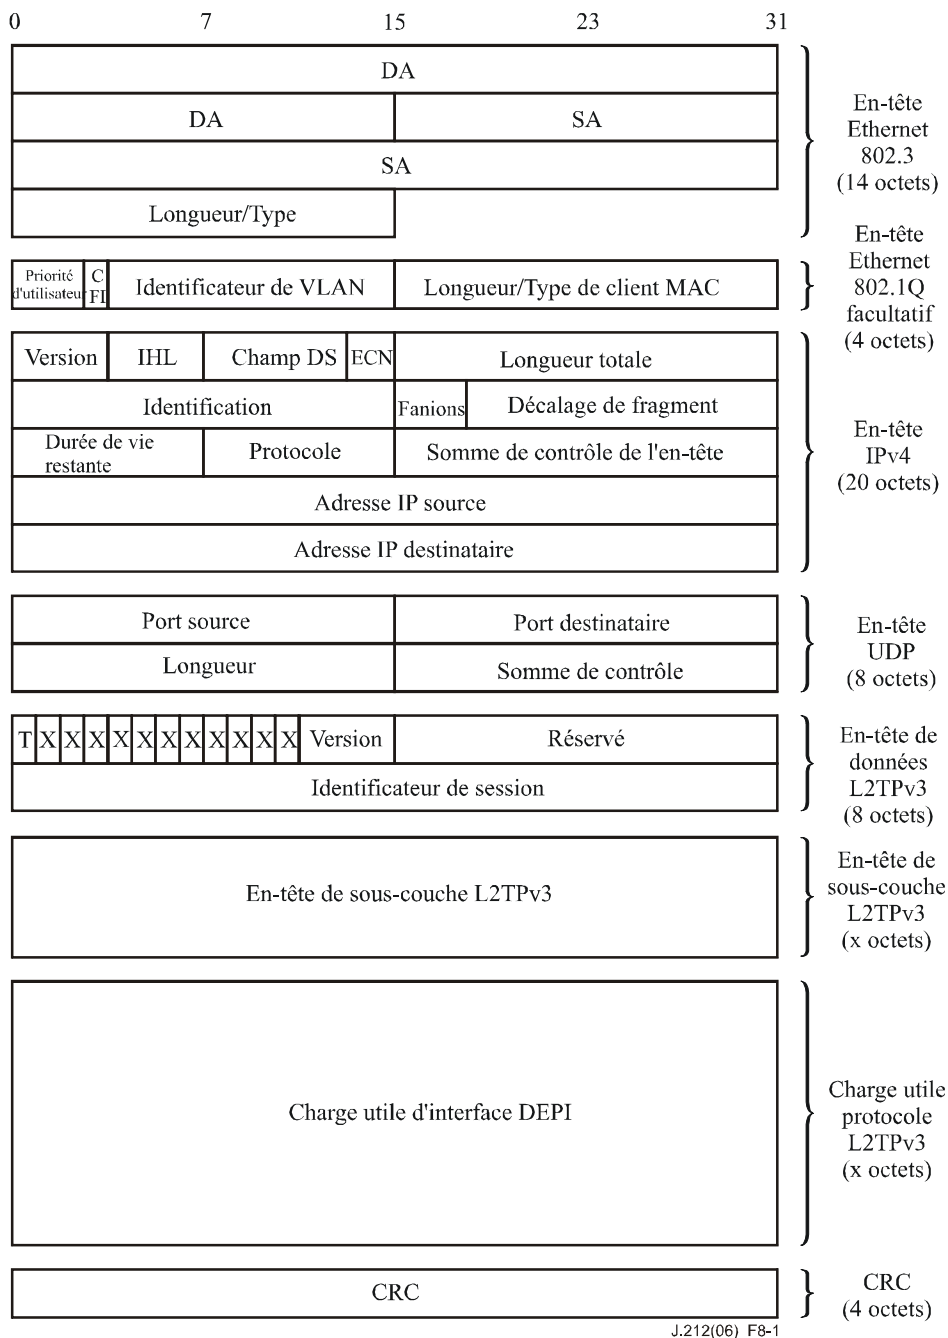 0 7 15 23 31
DA
DA SA
SA
Longueur/Type
En-tête
Ethernet
802.3
(14 octets)
Priorité
d'utilisateur
C
FI
Identificateur de VLAN
Longueur/Type de client MAC
En-tête
Ethernet
802.1Q
facultatif
(4 octets)
Version IHL Champ DS ECN Longueur totale
Identification Fanions Décalage de fragment
Durée de vie
restante
Protocole
Somme de contrôle de l'en-tête
Adresse IP source
Adresse IP destinataire
En-tête
IPv4
(20 octets)
Port source Port destinataire
Longueur Somme de contrôle
En-tête
UDP
(8 octets)
T X X X X X X X X X X X Version Réservé
Identificateur de session
En-tête de
données
L2TPv3
(8 octets)
En-tête de sous-couche L2TPv3
En-tête de
sous-couche
L2TPv3
(x octets)
Charge utile d'interface DEPI
Charge utile
protocole
L2TPv3
(x octets)
CRC
CRC
(4 octets)
J.212(06) F8-1